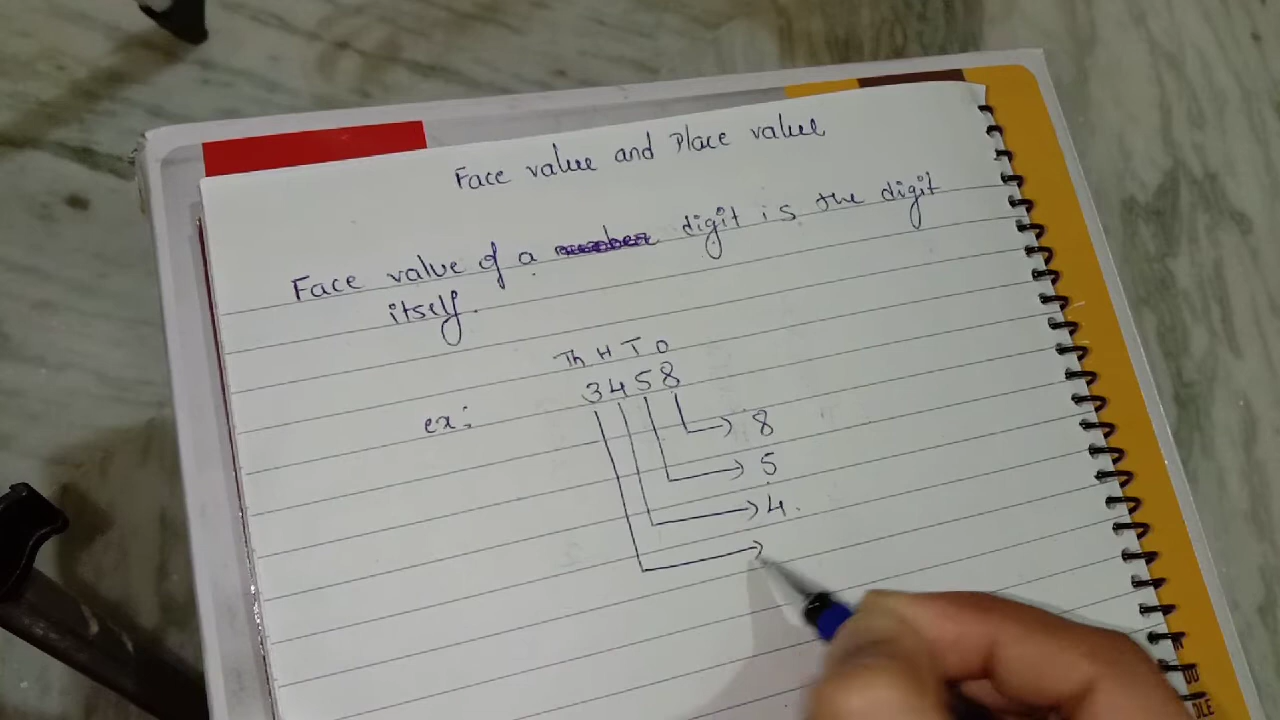 Face value and Place value
Face value of a digit is the digit
itself.
Th H T O
ex: 3458
8
5
4.